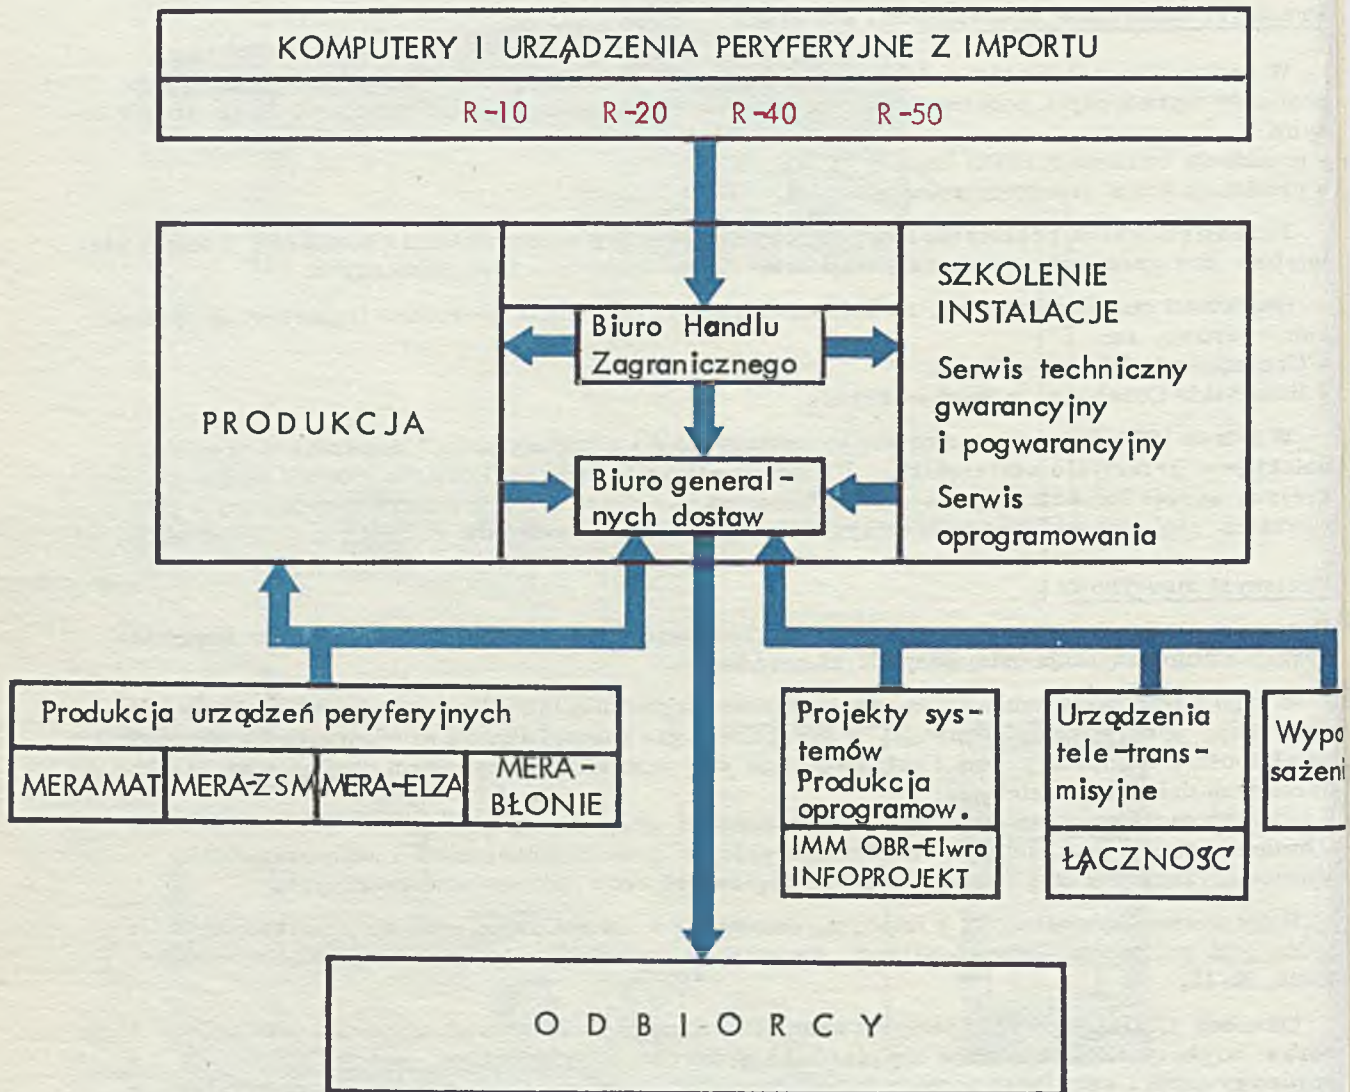 KOMPUTERY I URZĄDZENIA PERYFERYJNE Z IMPORTU
R-10 R-20 R-40 R-50
PRODUKCJA
Biuro Handlu
Zagranicznego
Biuro general-
nych dostaw
SZKOLENIE
INSTALACJE
Serwis techniczny
gwarancyjny
i pogwarancyjny
Serwis
oprogramowania
Produkcja urządzeń peryferyjnych
MERAMAT MERA-ZSM MERA-ELZA MERA-
BŁONIE
Projekty sys-
temów
Produkcja
oprogramow.
IMM OBR-Elwro
INFOPROJEKT
Urządzenia
tele-trans-
misyjne
ŁĄCZNOŚĆ
Wypo
sażeni
ODBIORCY